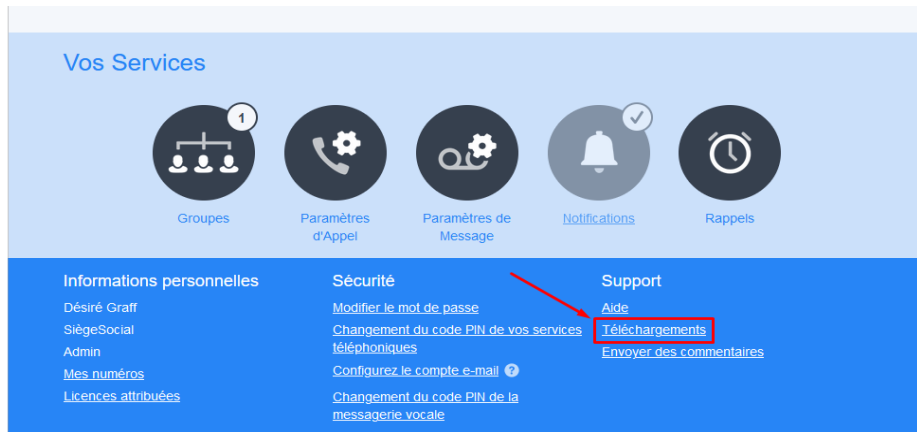 Vos Services
1
Groupes
Paramètres
d'Appel
Paramètres de
Message
Notifications
Rappels
Informations personnelles
Désiré Graff
SiègeSocial
Admin
Mes numéros
Licences attribuées
Sécurité
Modifier le mot de passe
Changement du code PIN de vos services
téléphoniques
Configurez le compte e-mail ?
Changement du code PIN de la
messagerie vocale
Support
Aide
Téléchargements
Envoyer des commentaires